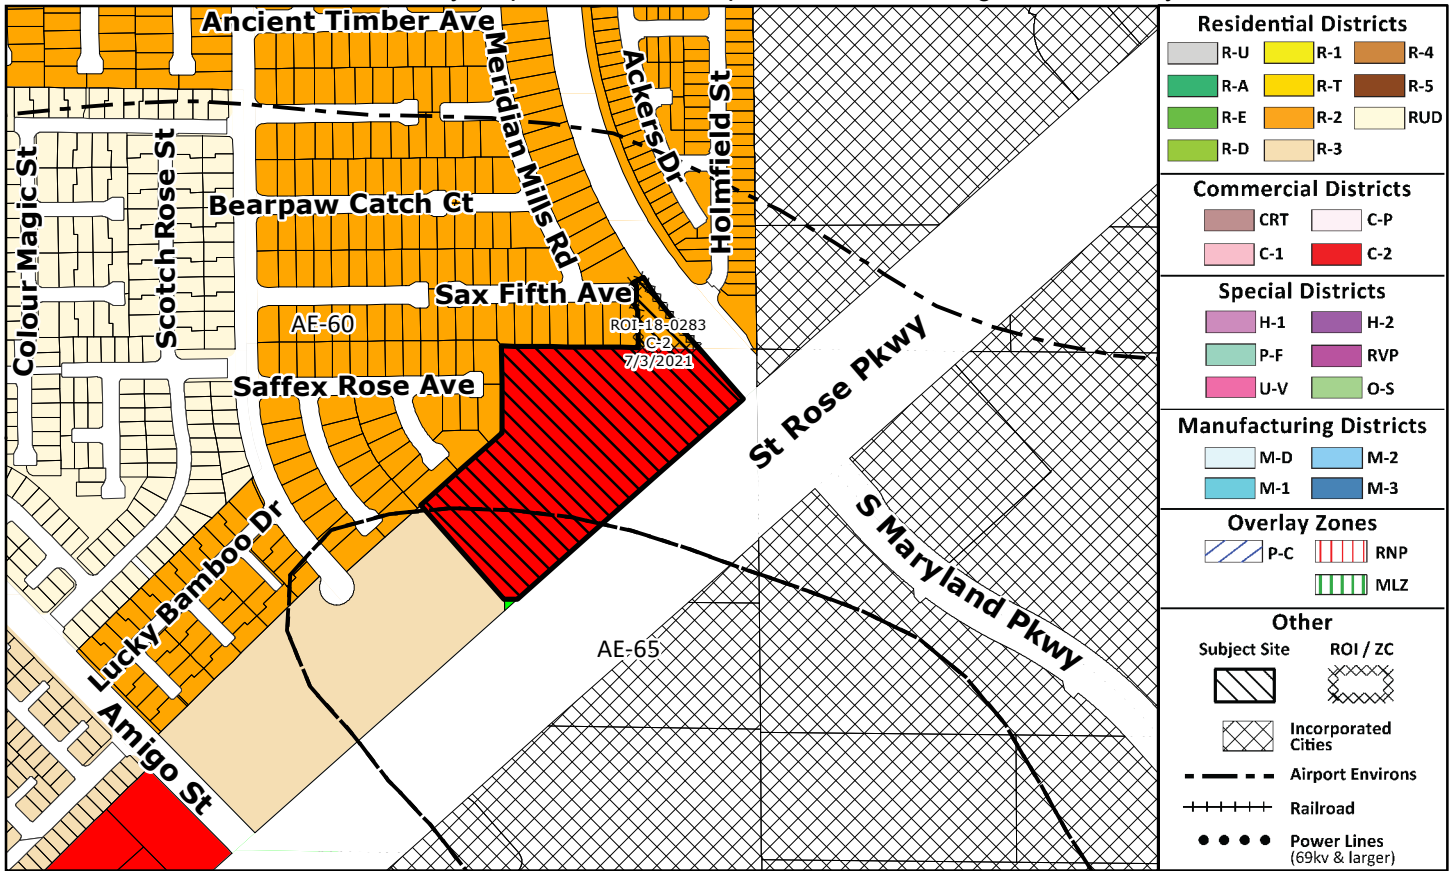 Ancient Timber Ave
Meridian Mills Rd
Ackers Dr
Holmfield St
Colour Magic St
Scotch Rose St
Bearpaw Catch Ct
Sax Fifth Ave
AE-60
ROI-18-0283
C-2
7/3/2021
Saffex Rose Ave
St Rose Pkwy
S Maryland Pkwy
Lucky Bamboo Dr
AE-65
Amigo St
Residential Districts
R-U R-1 R-4
R-A R-T R-5
R-E R-2 RUD
R-D R-3
Commercial Districts
CRT C-P
C-1 C-2
Special Districts
H-1 H-2
P-F RVP
U-V O-S
Manufacturing Districts
M-D M-2
M-1 M-3
Overlay Zones
P-C RNP
MLZ
Other
Subject Site ROI / ZC
Incorporated
Cities
Airport Environs
Railroad
Power Lines
(69kv & larger)